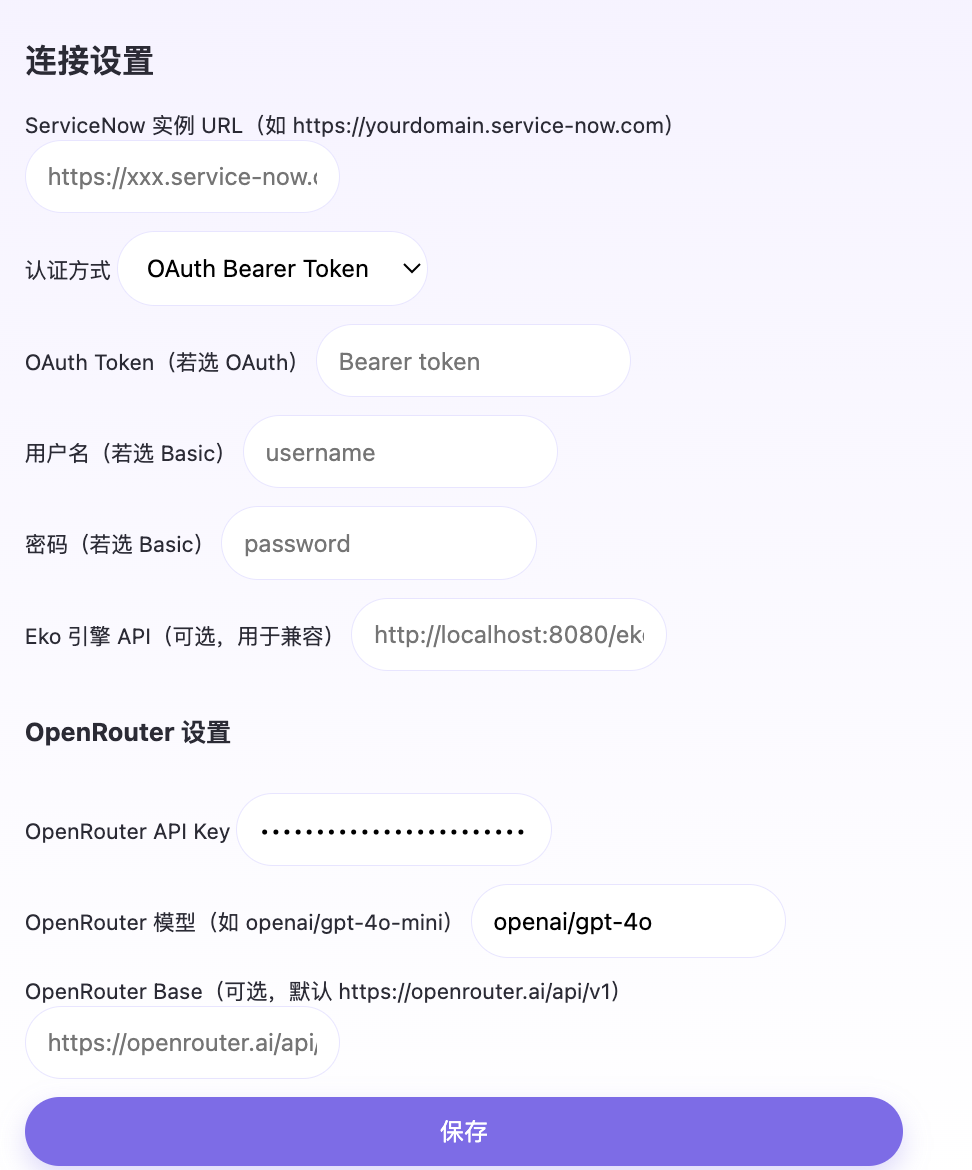 连接设置
ServiceNow 实例 URL（如 https://yourdomain.service-now.com）
https://xxx.service-now.c
认证方式 OAuth Bearer Token
OAuth Token（若选 OAuth） Bearer token
用户名（若选 Basic） username
密码（若选 Basic） password
Eko 引擎 API（可选，用于兼容） http://localhost:8080/ek
OpenRouter 设置
OpenRouter API Key ••••••••••••••••••••••••
OpenRouter 模型（如 openai/gpt-4o-mini） openai/gpt-4o
OpenRouter Base（可选，默认 https://openrouter.ai/api/v1）
https://openrouter.ai/api/
保存